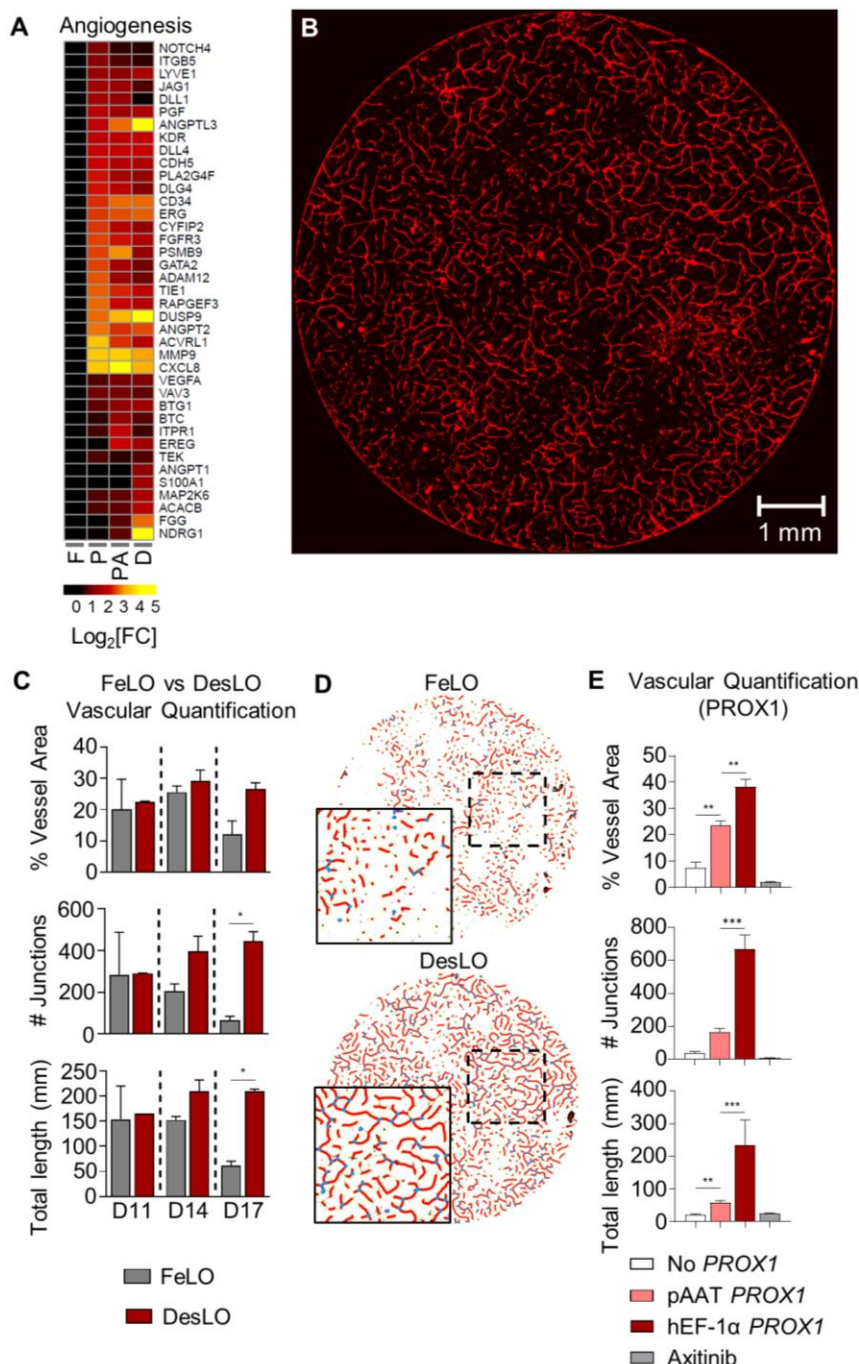 A
Angiogenesis
NOTCH4
ITGB5
LYVE1
JAG1
DLL1
PGF
ANGPTL3
KDR
DLL4
CDH5
PLA2G4F
DLG4
CD34
ERG
CYFIP2
FGFR3
PSMB9
GATA2
ADAM12
TIE1
RAPGEF3
DUSP9
ANGPT2
ACVRL1
MMP9
CXCL8
VEGFA
VAV3
BTG1
BTC
ITPR1
EREG
TEK
ANGPT1
S100A1
MAP2K6
ACACB
FGG
NDRG1
F P PA D
0 1 2 3 4 5
Log2[FC]
B
1 mm
C
FeLO vs DesLO
Vascular Quantification
% Vessel Area
40
30
20
10
0
# Junctions
600
400
200
0
*
Total length (mm)
250
200
150
100
50
0
*
D11 D14 D17
FeLO
DesLO
D
FeLO
DesLO
E
Vascular Quantification
(PROX1)
% Vessel Area
50
40
30
20
10
0
**
**
# Junctions
800
600
400
200
0
***
Total length (mm)
400
300
200
100
0
**
***
No PROX1
pAAT PROX1
hEF-1α PROX1
Axitinib